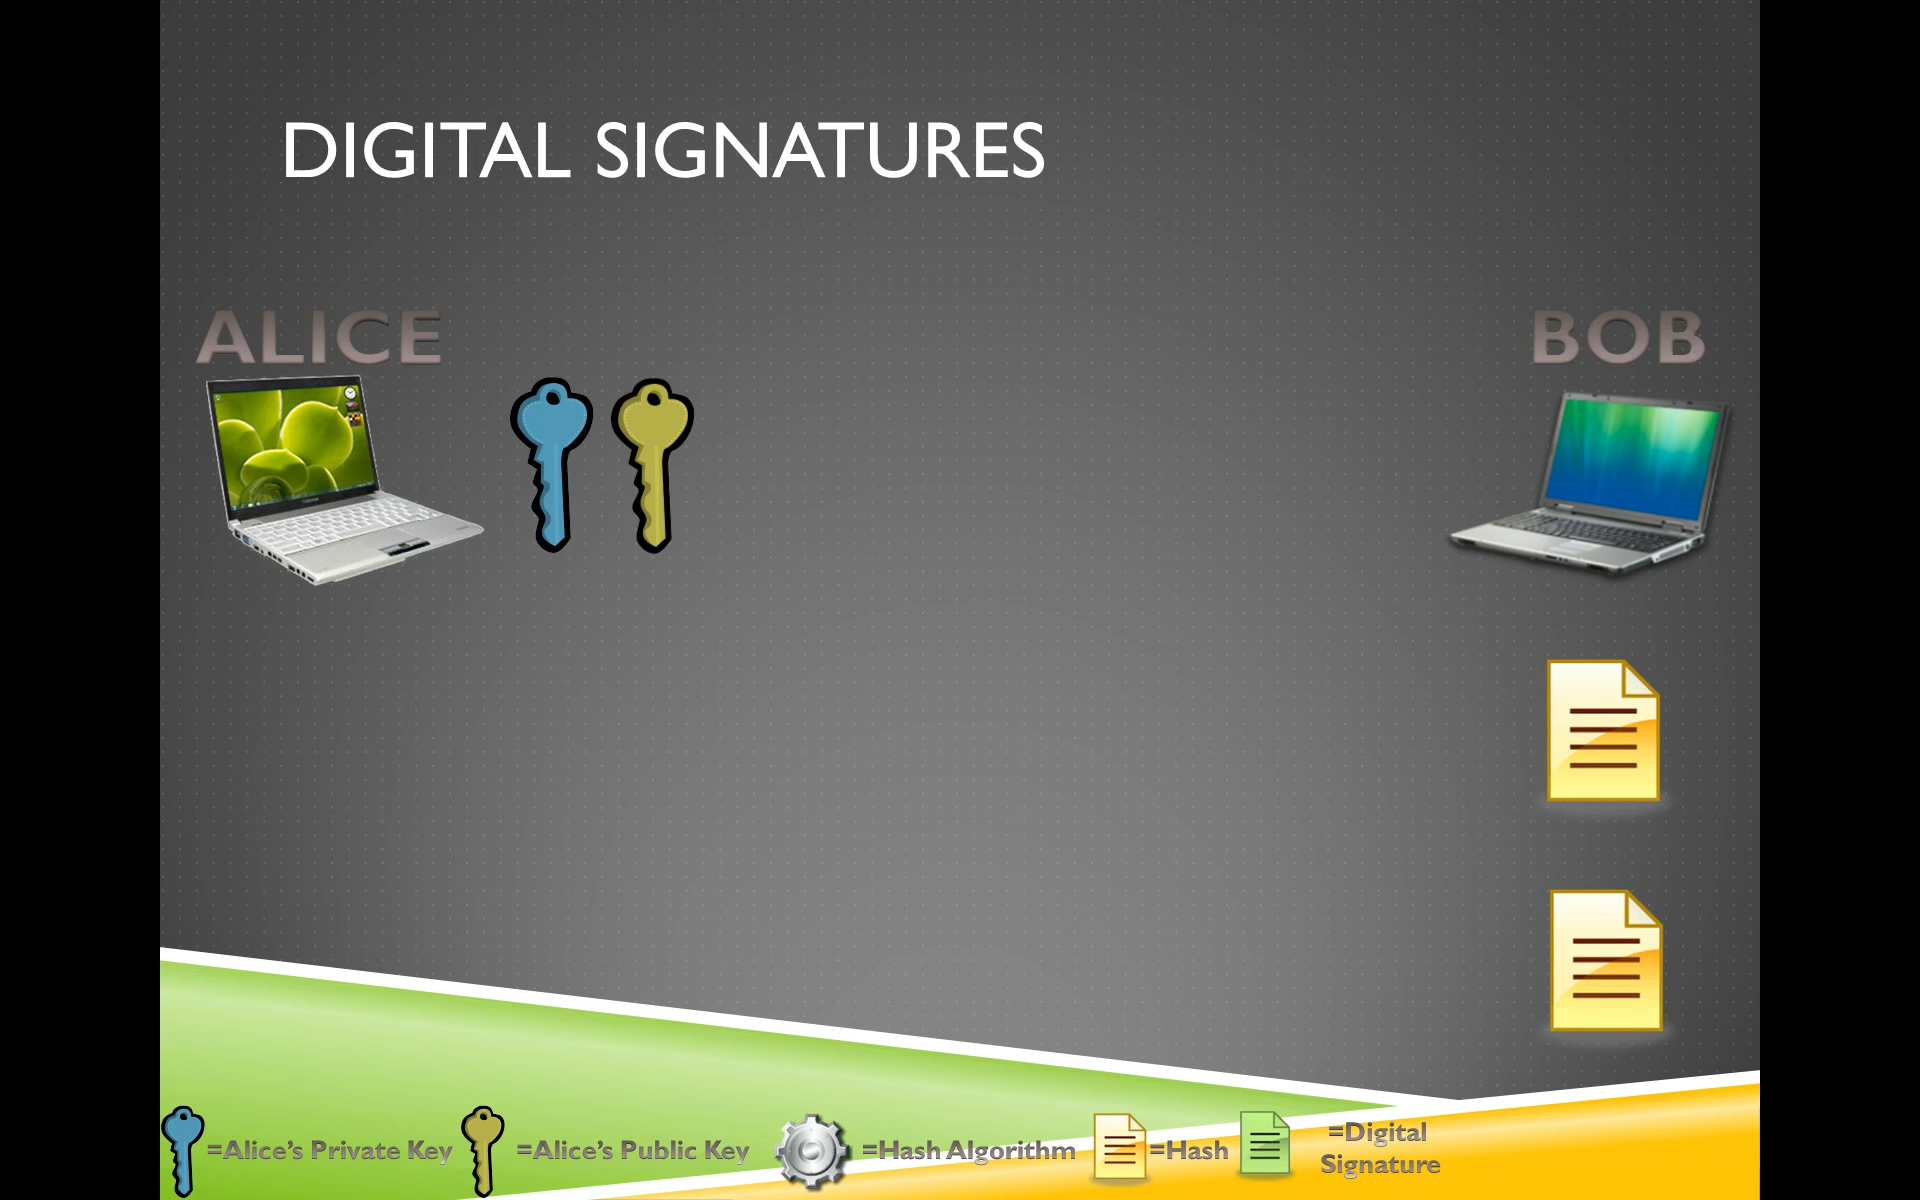 DIGITAL SIGNATURES
ALICE
BOB
=Alice's Private Key
=Alice's Public Key
=Hash Algorithm
=Hash
=Digital
Signature